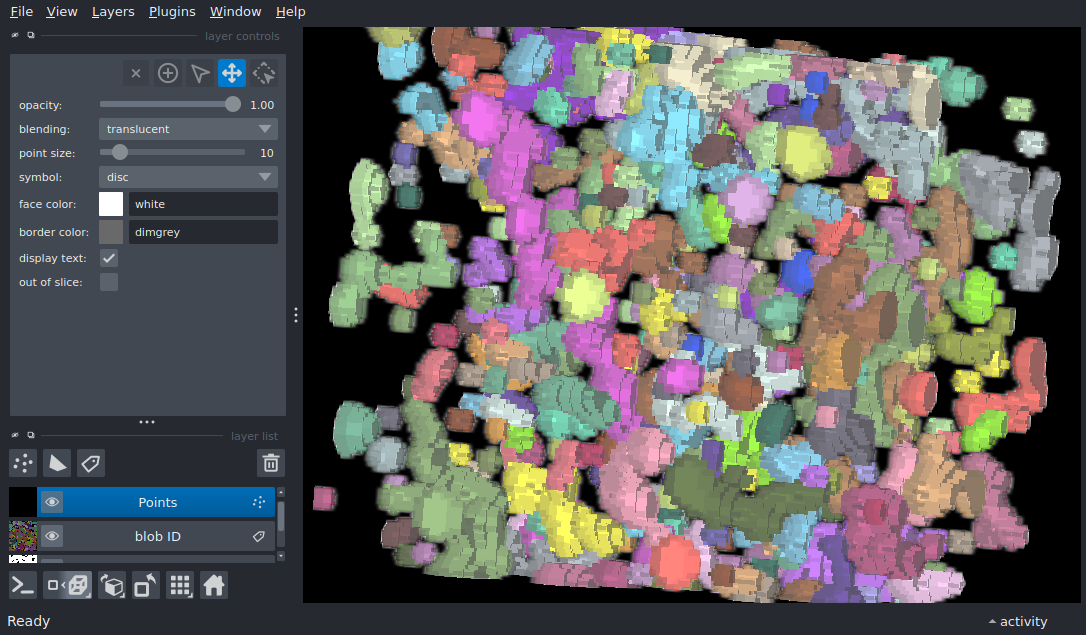 File View Layers Plugins Window Help
layer controls
opacity: 1.00
blending: translucent
point size: 10
symbol: disc
face color: white
border color: dimgrey
display text:
out of slice:
layer list
Points
blob ID
Ready
activity